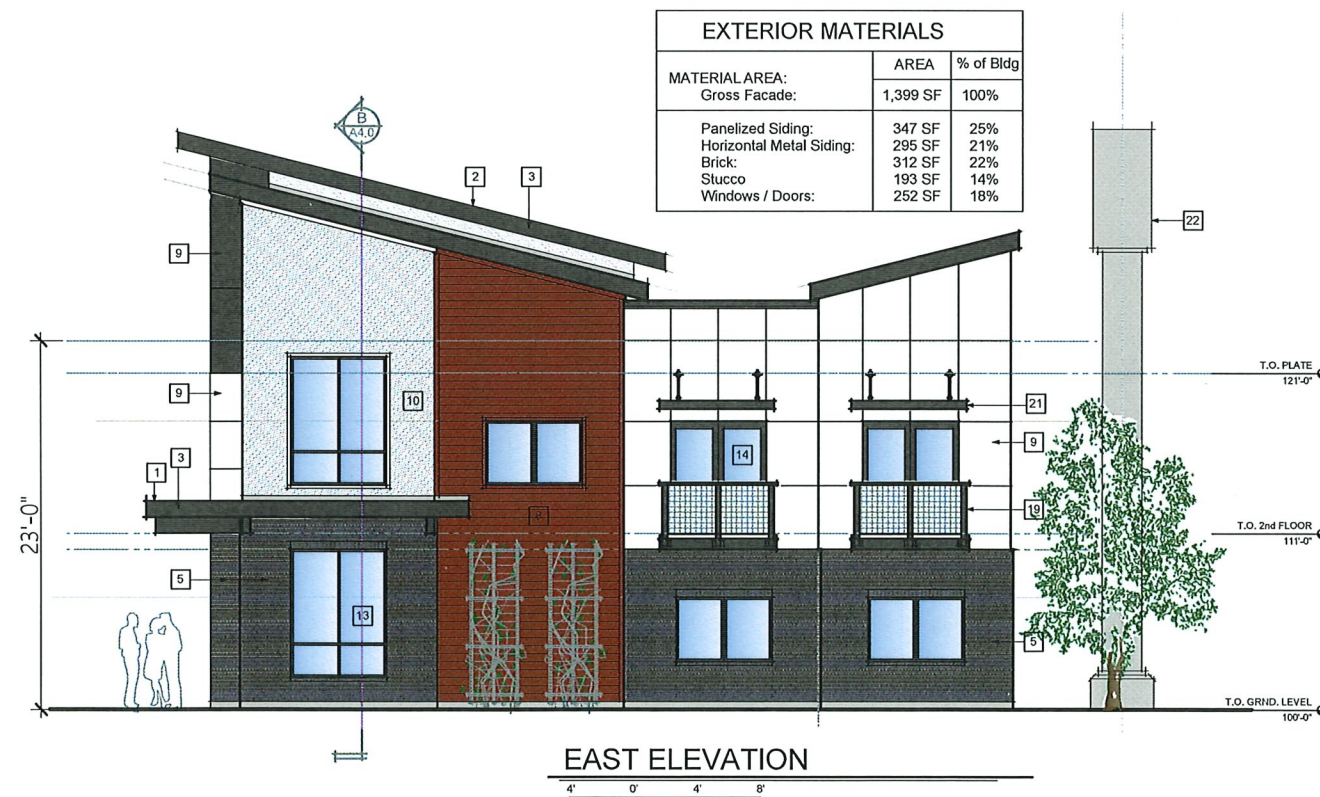 EXTERIOR MATERIALS
AREA % of Bldg
MATERIAL AREA:
Gross Facade: 1,399 SF 100%
Panelized Siding: 347 SF 25%
Horizontal Metal Siding: 295 SF 21%
Brick: 312 SF 22%
Stucco 193 SF 14%
Windows / Doors: 252 SF 18%
B
A4.0
2
3
22
9
T.O. PLATE
121'-0"
9
10
21
14
9
3
1
19
23'-0"
T.O. 2nd FLOOR
111'-0"
5
13
5
T.O. GRND. LEVEL
100'-0"
EAST ELEVATION
4' 0' 4' 8'